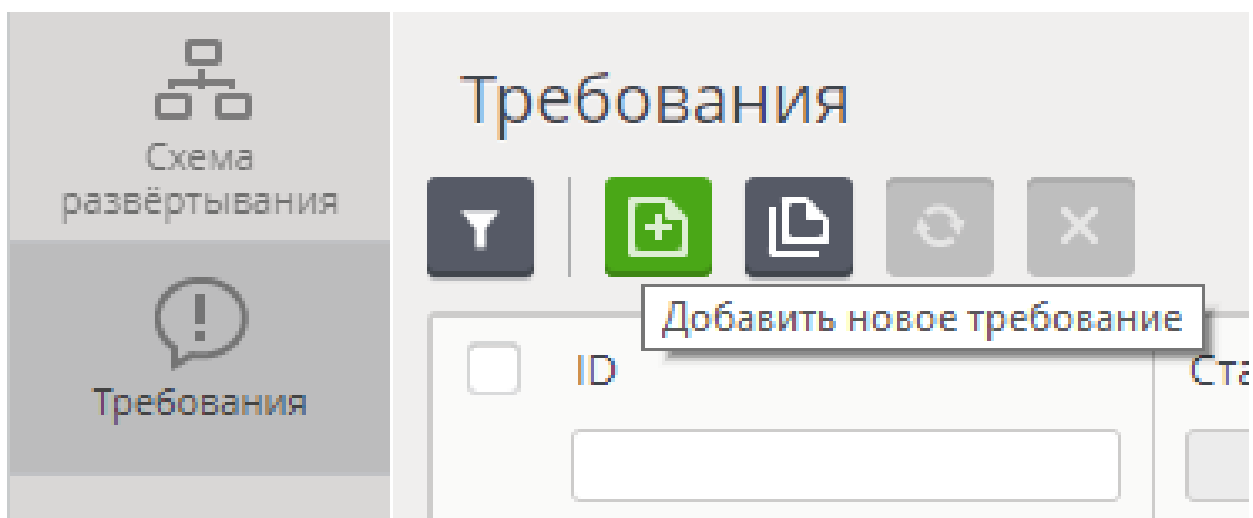 Схема
развёртывания
Требования
Требования
Добавить новое требование
ID